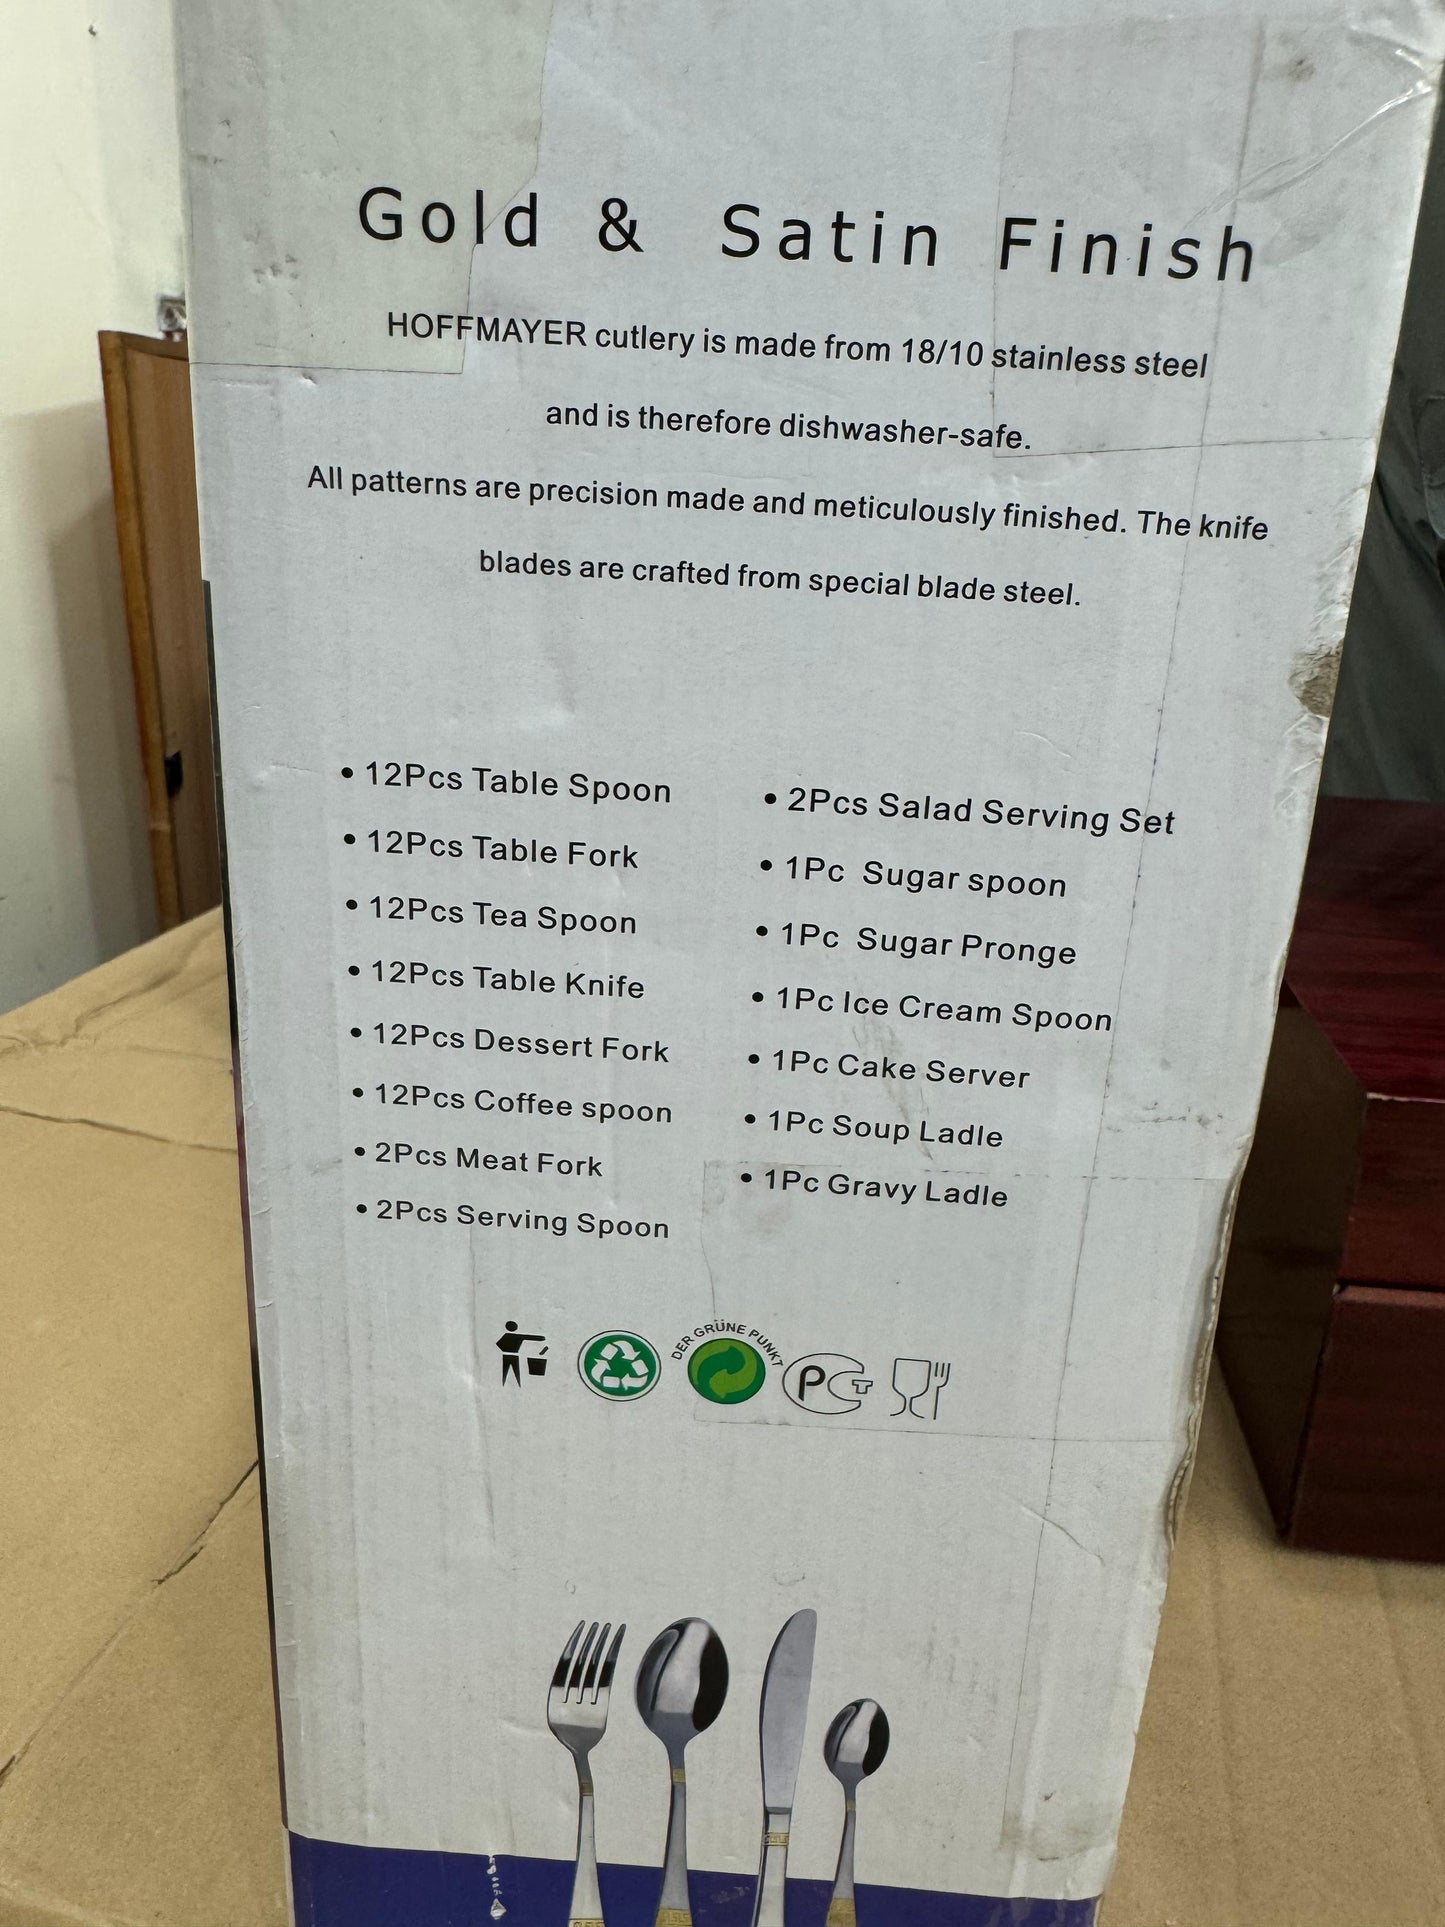 Gold & Satin Finish
HOFFMAYER cutlery is made from 18/10 stainless steel
and is therefore dishwasher-safe.
All patterns are precision made and meticulously finished. The knife
blades are crafted from special blade steel.
• 12Pcs Table Spoon
• 12Pcs Table Fork
• 12Pcs Tea Spoon
• 12Pcs Table Knife
• 12Pcs Dessert Fork
• 12Pcs Coffee spoon
• 2Pcs Meat Fork
• 2Pcs Serving Spoon
• 2Pcs Salad Serving Set
• 1Pc Sugar spoon
• 1Pc Sugar Pronge
• 1Pc Ice Cream Spoon
• 1Pc Cake Server
• 1Pc Soup Ladle
• 1Pc Gravy Ladle
DER GRÜNE PUNKT
PCT